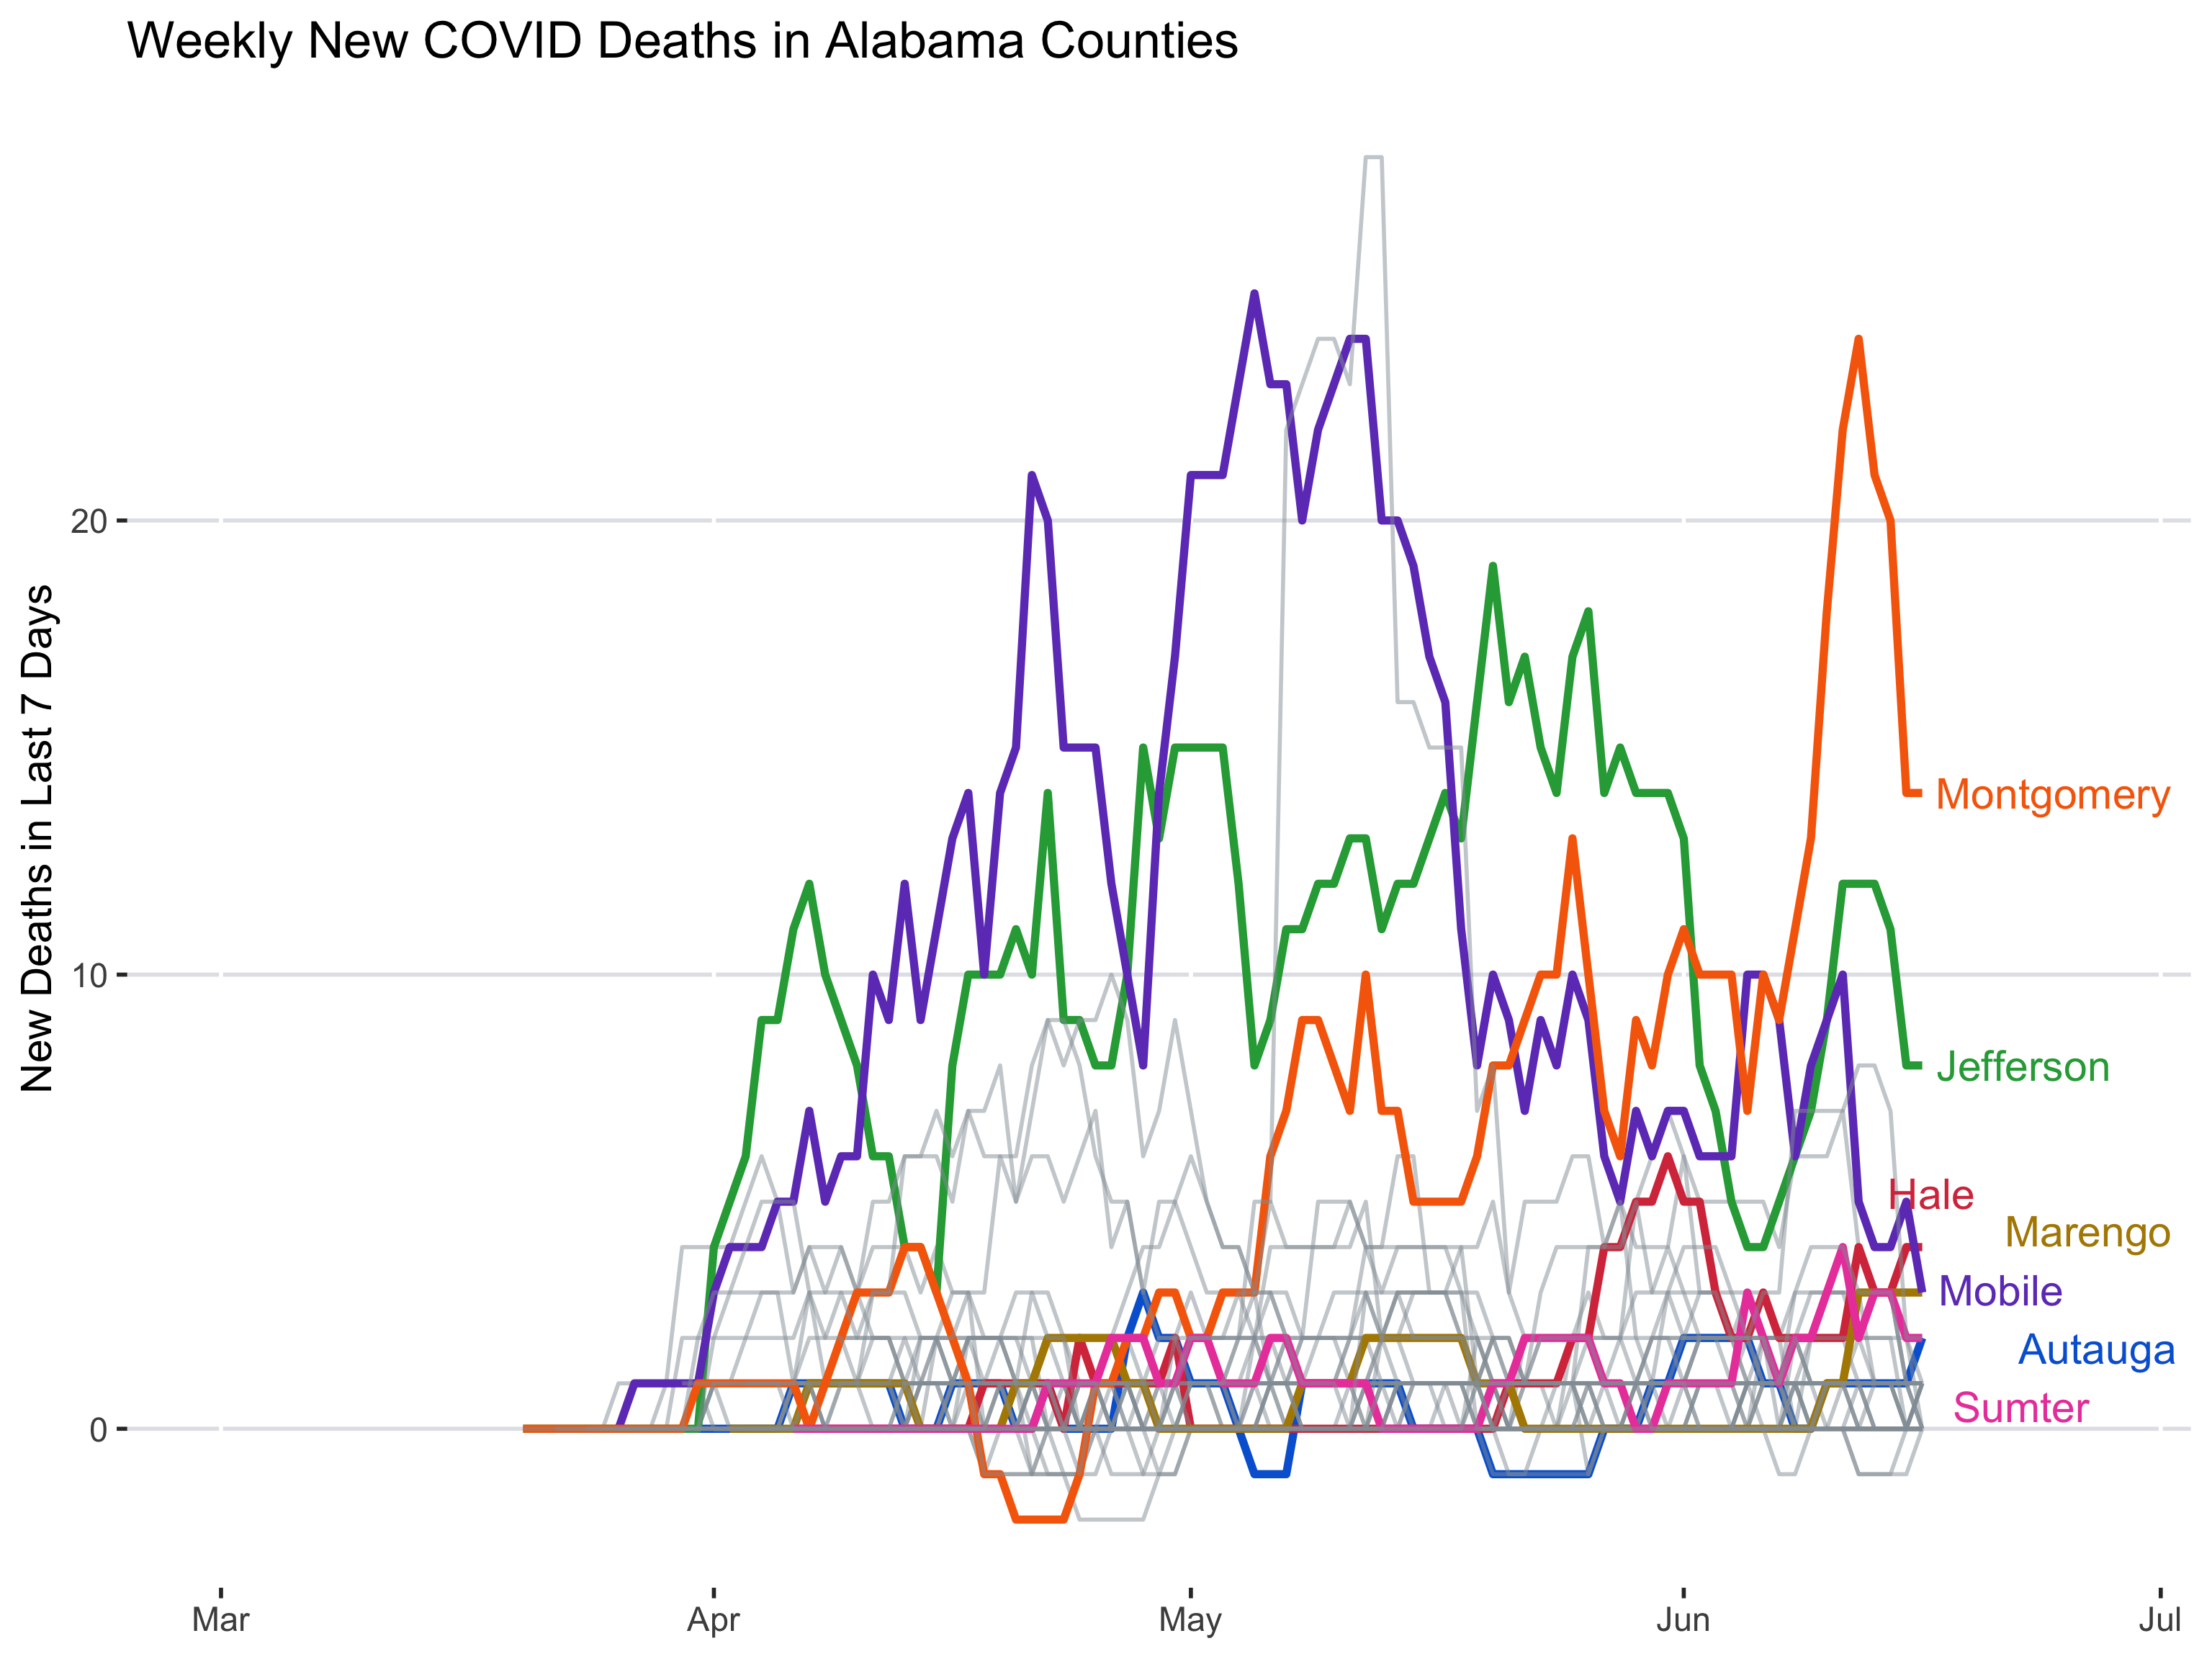 Weekly New COVID Deaths in Alabama Counties
New Deaths in Last 7 Days
20
10
0
Montgomery
Jefferson
Hale
Marengo
Mobile
Autauga
Sumter
Mar
Apr
May
Jun
Jul